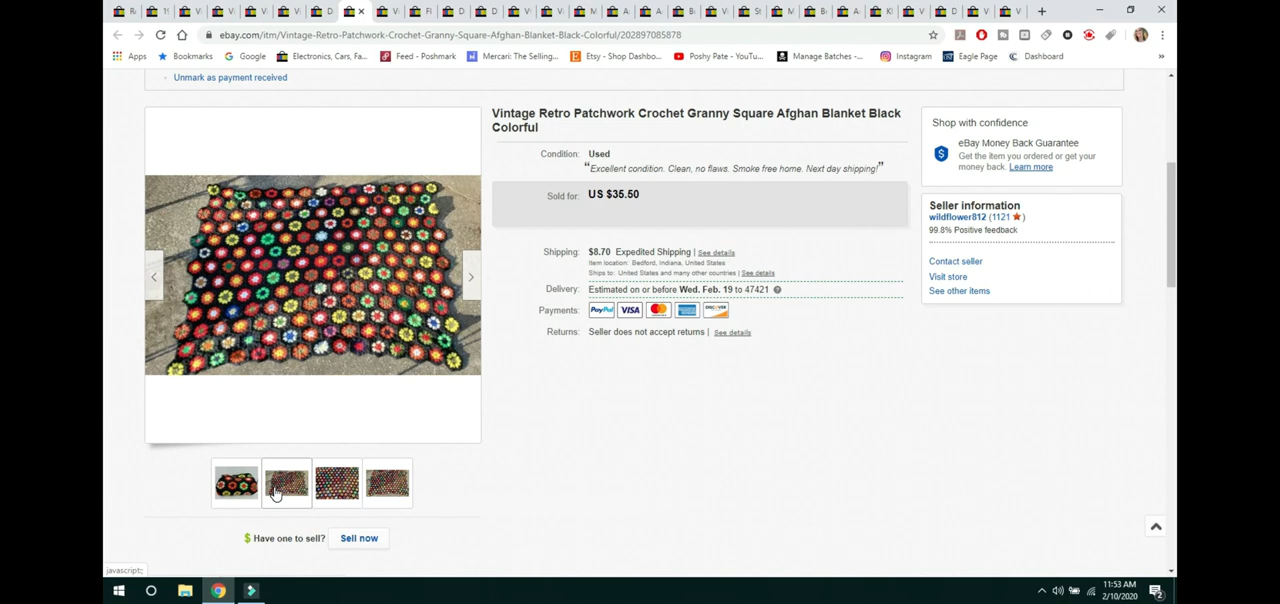 ebay.com/itm/Vintage-Retro-Patchwork-Crochet-Granny-Square-Afghan-Blanket-Black-Colorful/202897085878
Apps Bookmarks Google Electronics, Cars, Fa... Feed - Poshmark Mercari: The Selling... Etsy - Shop Dashbo... Poshy Pate - YouTu... Manage Batches -... Instagram Eagle Page Dashboard »
Unmark as payment received
Vintage Retro Patchwork Crochet Granny Square Afghan Blanket Black
Colorful
Condition: Used
“Excellent condition. Clean, no flaws. Smoke free home. Next day shipping!”
Sold for: US $35.50
Shipping: $8.70 Expedited Shipping | See details
Item location: Bedford, Indiana, United States
Ships to: United States and many other countries | See details
Delivery: Estimated on or before Wed. Feb. 19 to 47421
Payments: PayPal VISA
Returns: Seller does not accept returns | See details
Shop with confidence
eBay Money Back Guarantee
Get the item you ordered or get your
money back. Learn more
Seller information
wildflower812 (1121 )
99.8% Positive feedback
Contact seller
Visit store
See other items
$ Have one to sell? Sell now
javascript:;
11:53 AM
2/10/2020